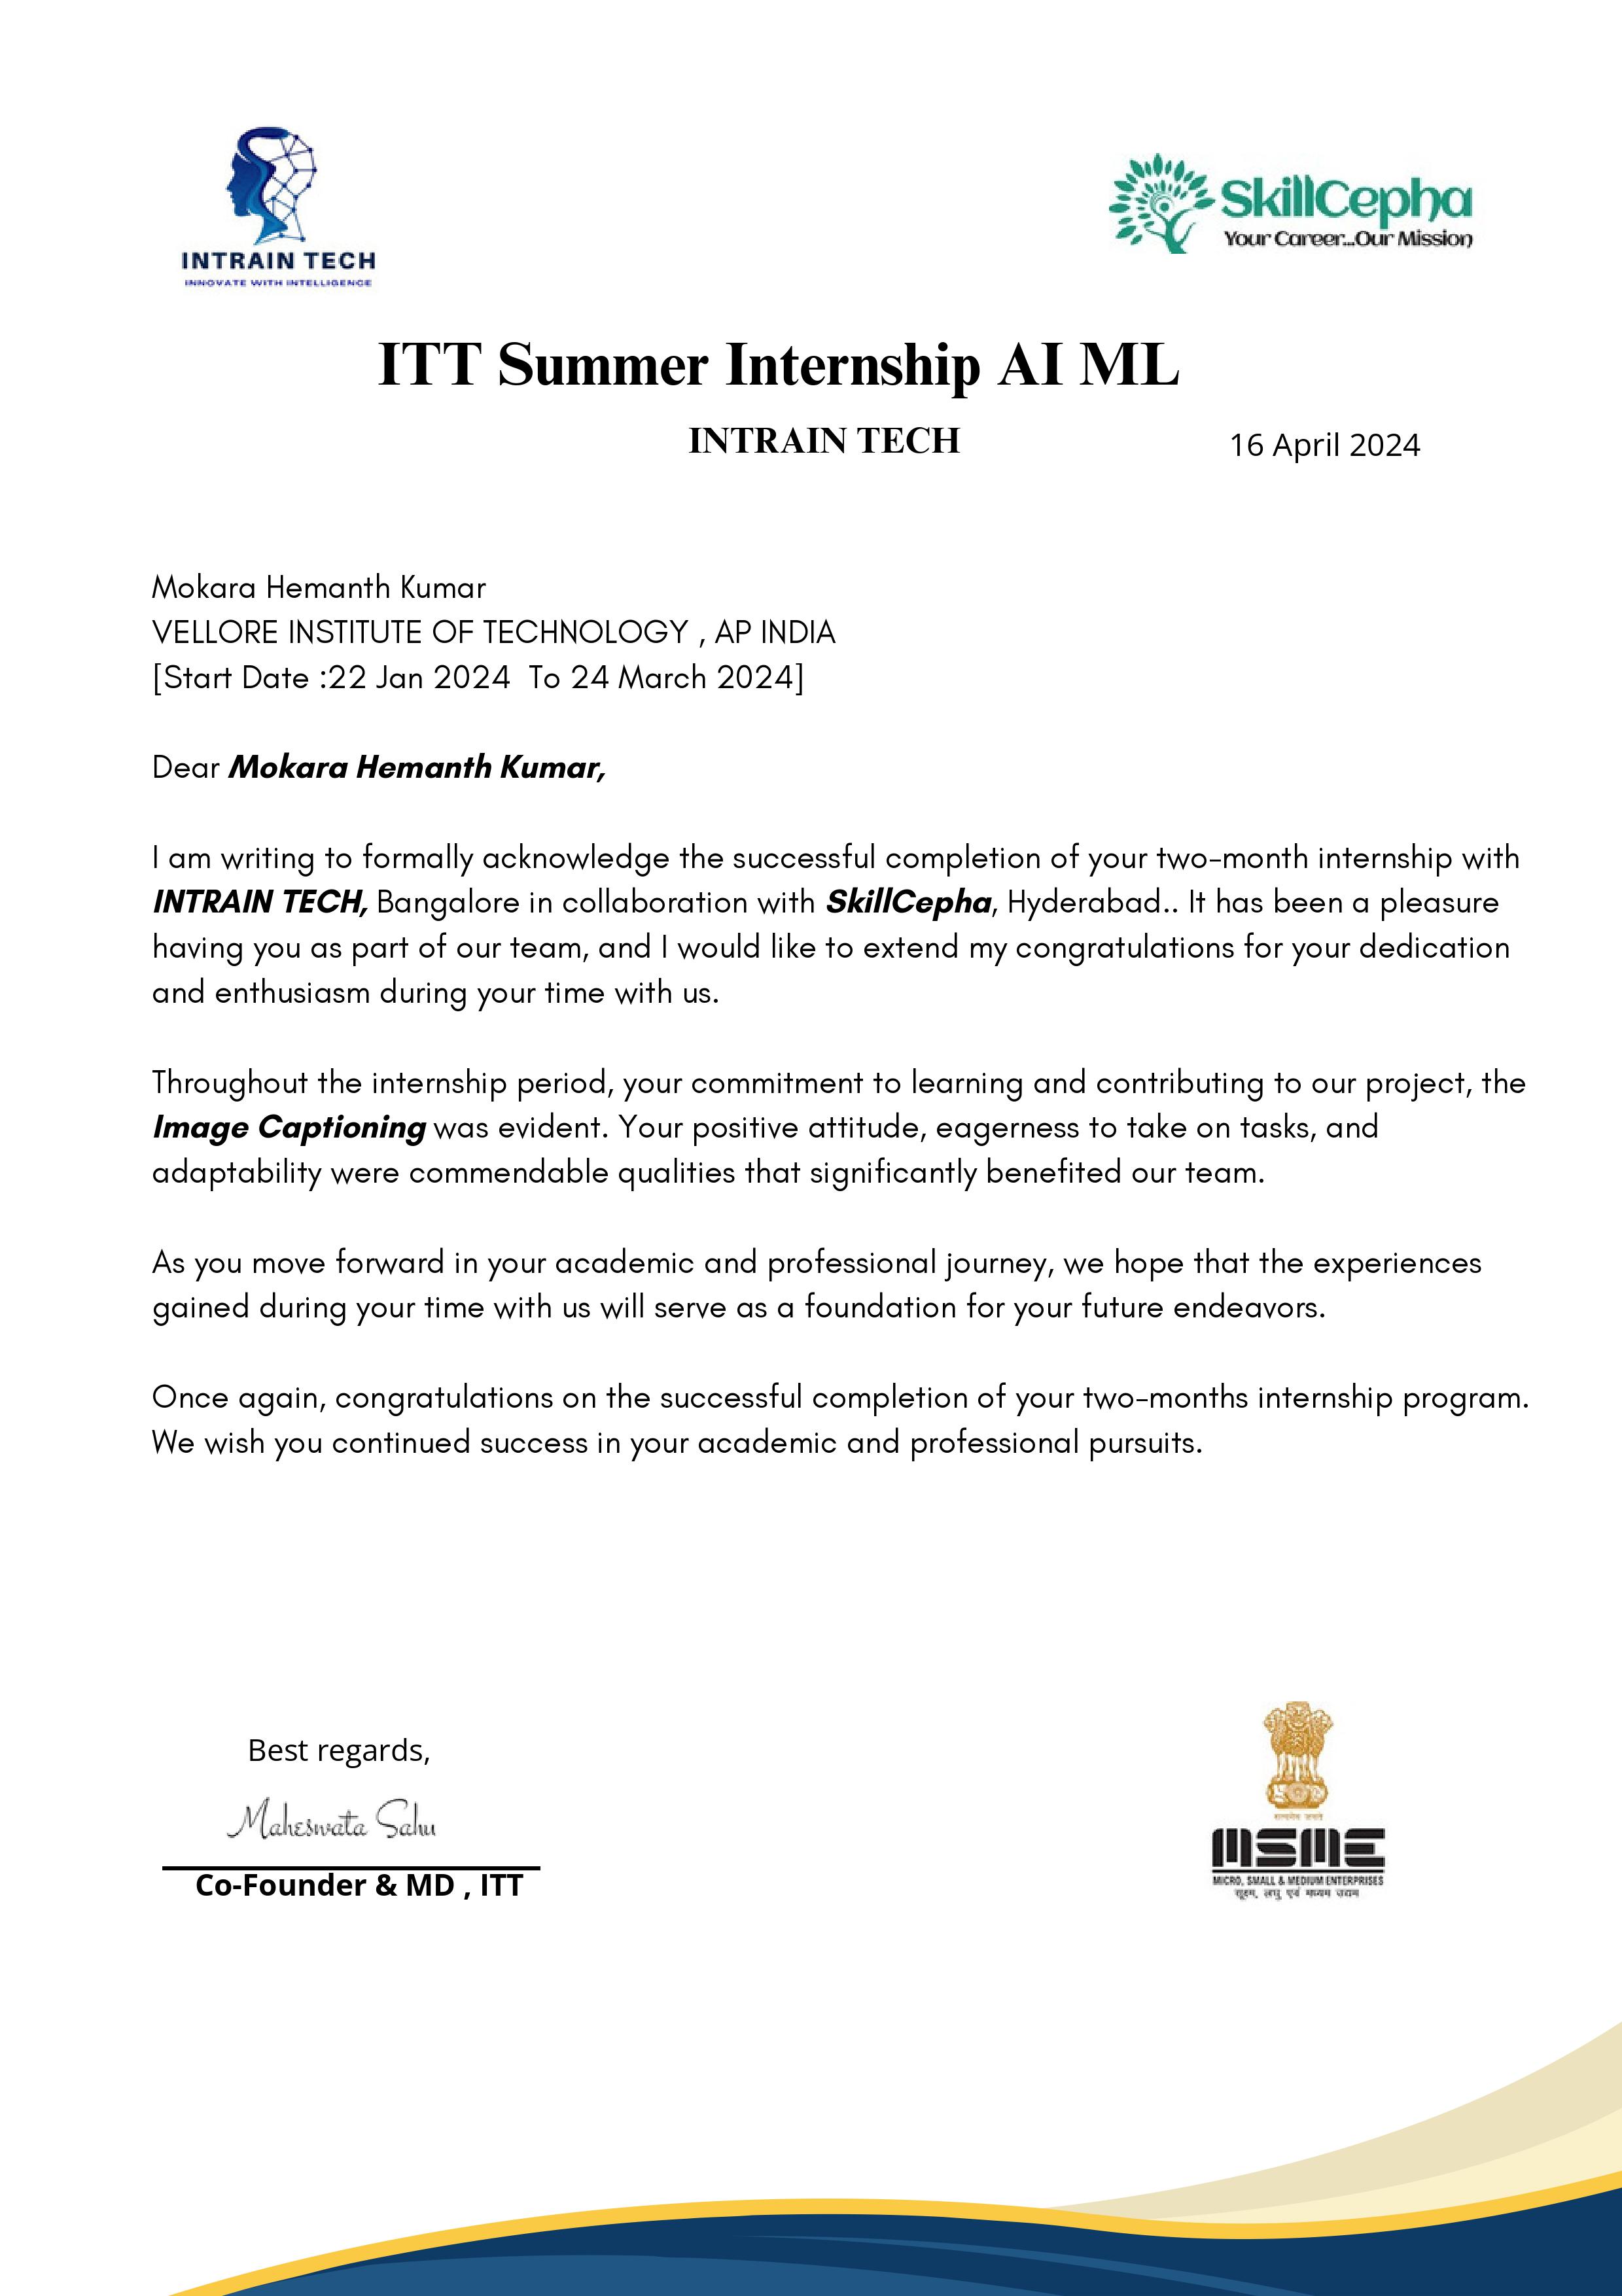 INTRAIN TECH
INNOVATE WITH INTELLIGENCE
SkillCepha
Your Career...Our Mission
ITT Summer Internship AI ML
INTRAIN TECH
16 April 2024
Mokara Hemanth Kumar
VELLORE INSTITUTE OF TECHNOLOGY , AP INDIA
[Start Date :22 Jan 2024  To 24 March 2024]
Dear Mokara Hemanth Kumar,
I am writing to formally acknowledge the successful completion of your two-month internship with
INTRAIN TECH, Bangalore in collaboration with SkillCepha, Hyderabad.. It has been a pleasure
having you as part of our team, and I would like to extend my congratulations for your dedication
and enthusiasm during your time with us.
Throughout the internship period, your commitment to learning and contributing to our project, the
Image Captioning was evident. Your positive attitude, eagerness to take on tasks, and
adaptability were commendable qualities that significantly benefited our team.
As you move forward in your academic and professional journey, we hope that the experiences
gained during your time with us will serve as a foundation for your future endeavors.
Once again, congratulations on the successful completion of your two-months internship program.
We wish you continued success in your academic and professional pursuits.
Best regards,
Maheswata Sahu
Co-Founder & MD , ITT
सत्यमेव जयते
MSME
MICRO, SMALL & MEDIUM ENTERPRISES
सूक्ष्म, लघु एवं मध्यम उद्यम